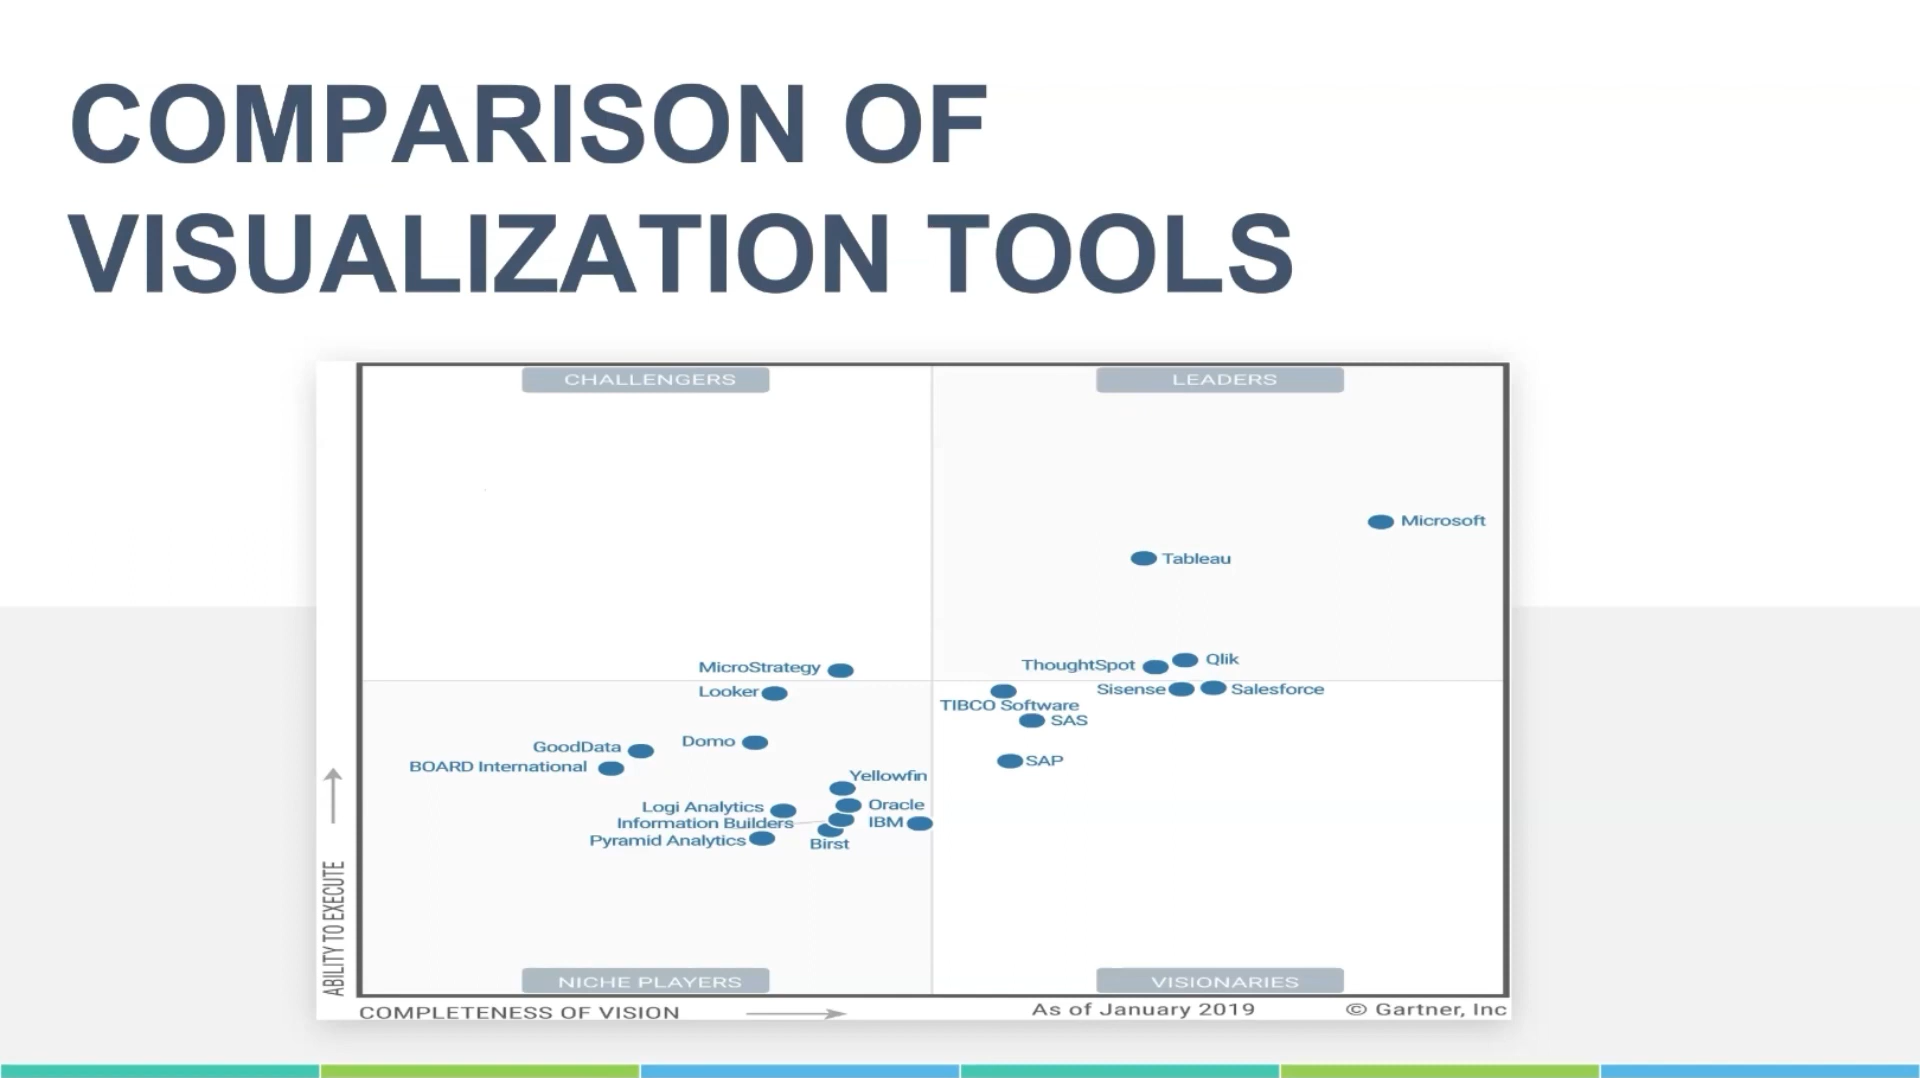 COMPARISON OF
VISUALIZATION TOOLS
CHALLENGERS
LEADERS
Microsoft
Tableau
MicroStrategy
ThoughtSpot
Qlik
Looker
Sisense
Salesforce
TIBCO Software
SAS
GoodData
Domo
BOARD International
SAP
Yellowfin
Logi Analytics
Oracle
Information Builders
IBM
Pyramid Analytics
Birst
ABILITY TO EXECUTE
NICHE PLAYERS
VISIONARIES
COMPLETENESS OF VISION
As of January 2019
© Gartner, Inc